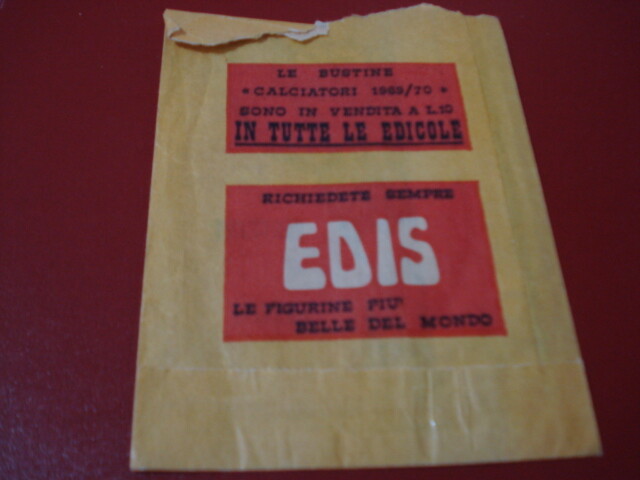 LE BUSTINE
* CALCIATORI 1969/70 *
SONO IN VENDITA A L.10
IN TUTTE LE EDICOLE
RICHIEDETE SEMPRE
EDIS
LE FIGURINE PIU'
BELLE DEL MONDO